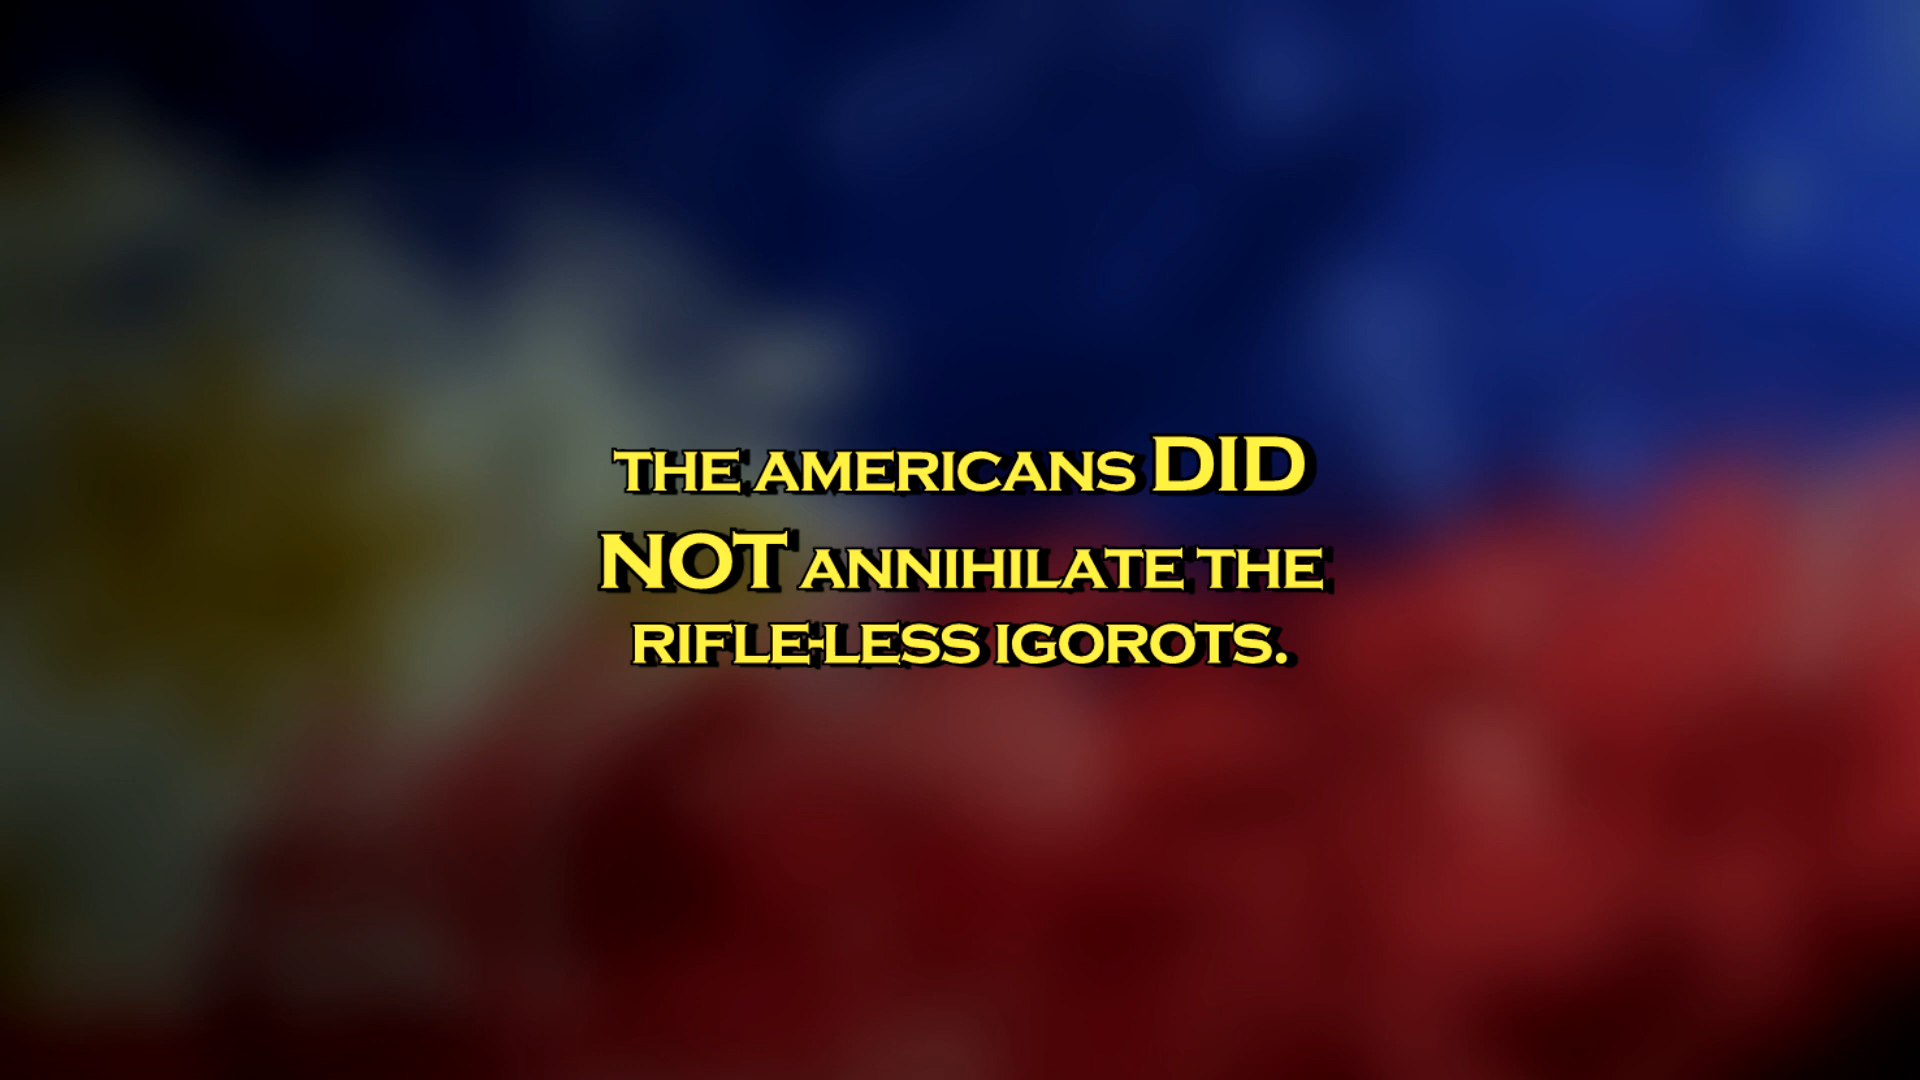 THE AMERICANS DID
NOT ANNIHILATE THE
RIFLE-LESS IGOROTS.